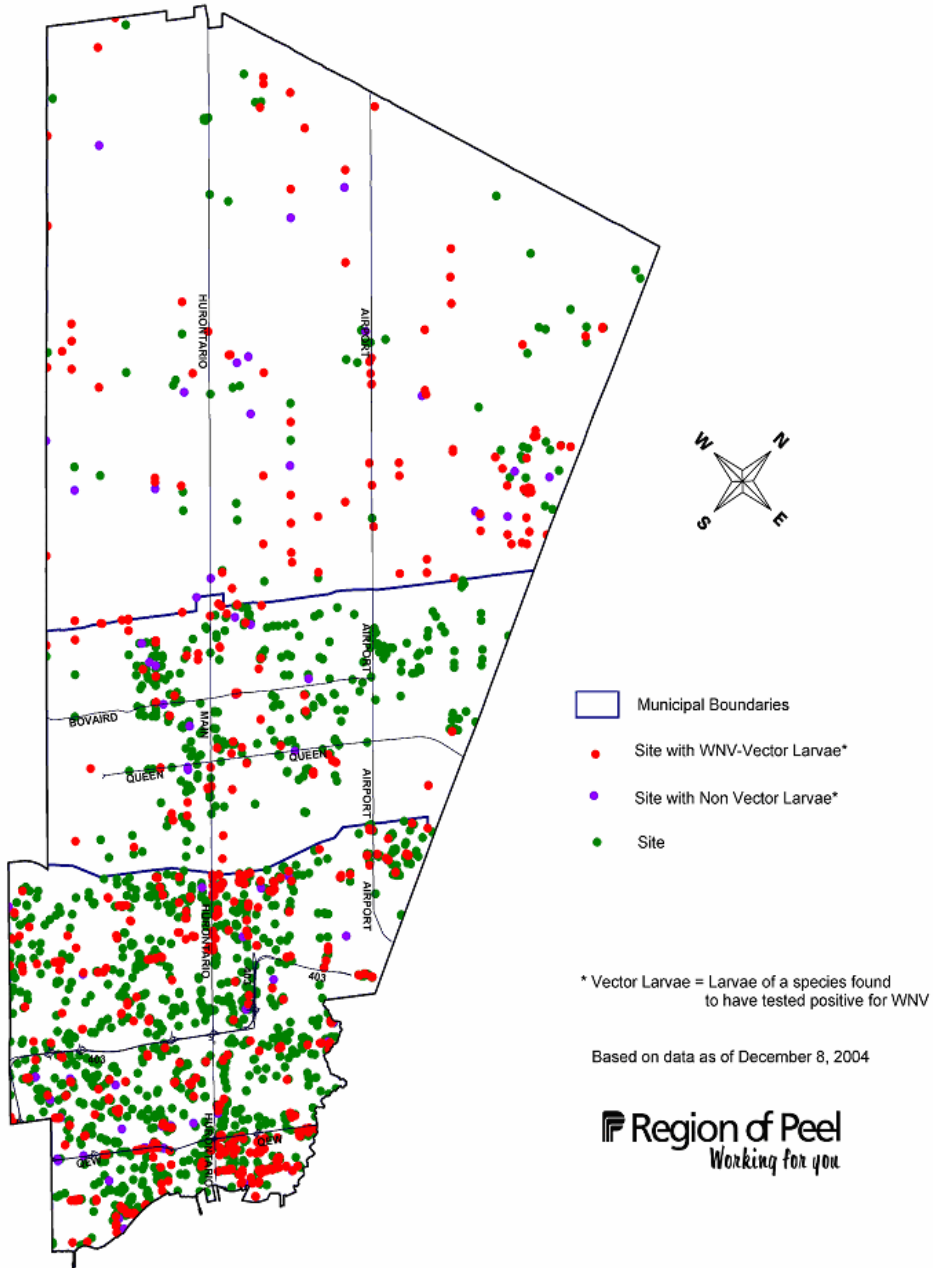 HURONTARIO
AIRPORT
W
N
S
E
AIRPORT
BOVAIRD
MAIN
QUEEN
QUEEN
AIRPORT
AIRPORT
HURONTARIO
403
403
403
HURONTARIO
QEW
QEW
Municipal Boundaries
Site with WNV-Vector Larvae*
Site with Non Vector Larvae*
Site
* Vector Larvae = Larvae of a species found
to have tested positive for WNV
Based on data as of December 8, 2004
Region of Peel
Working for you